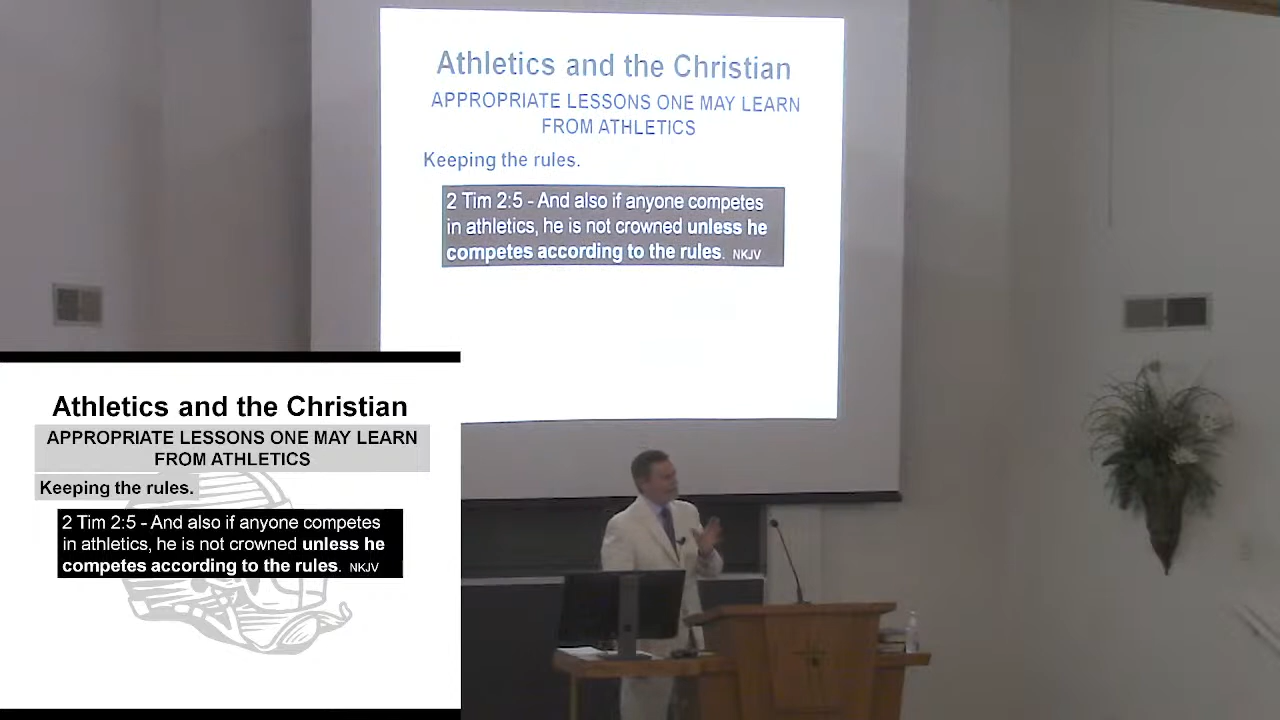 Athletics and the Christian
APPROPRIATE LESSONS ONE MAY LEARN
FROM ATHLETICS
Keeping the rules.
2 Tim 2:5 - And also if anyone competes
in athletics, he is not crowned unless he
competes according to the rules. NKJV
Athletics and the Christian
APPROPRIATE LESSONS ONE MAY LEARN
FROM ATHLETICS
Keeping the rules.
2 Tim 2:5 - And also if anyone competes
in athletics, he is not crowned unless he
competes according to the rules. NKJV